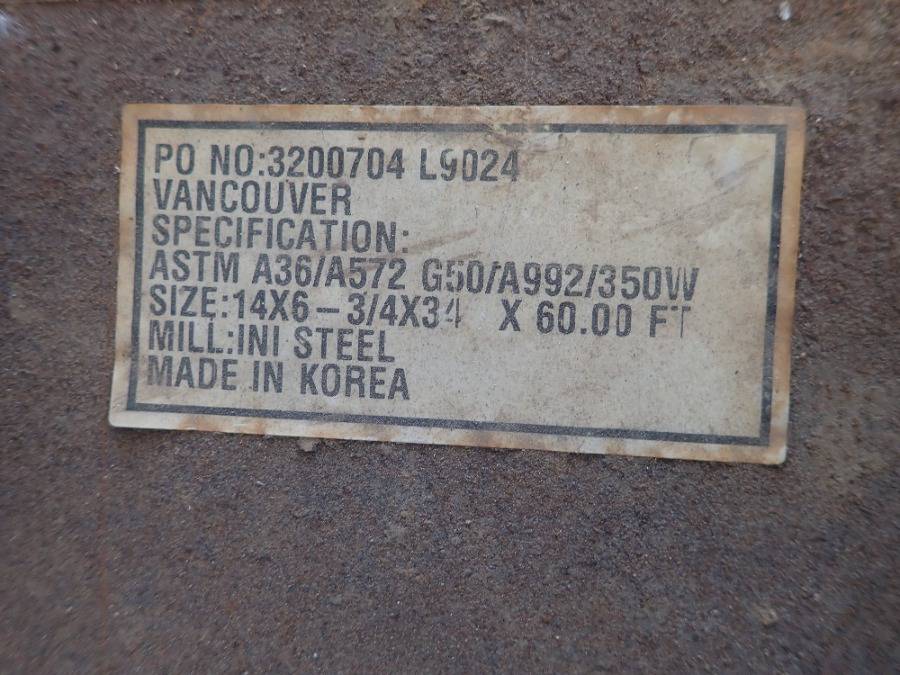 PO NO:3200704 L9024
VANCOUVER
SPECIFICATION:
ASTM A36/A572 G50/A992/350W
SIZE:14X6-3/4X34 X 60.00 FT
MILL:INI STEEL
MADE IN KOREA